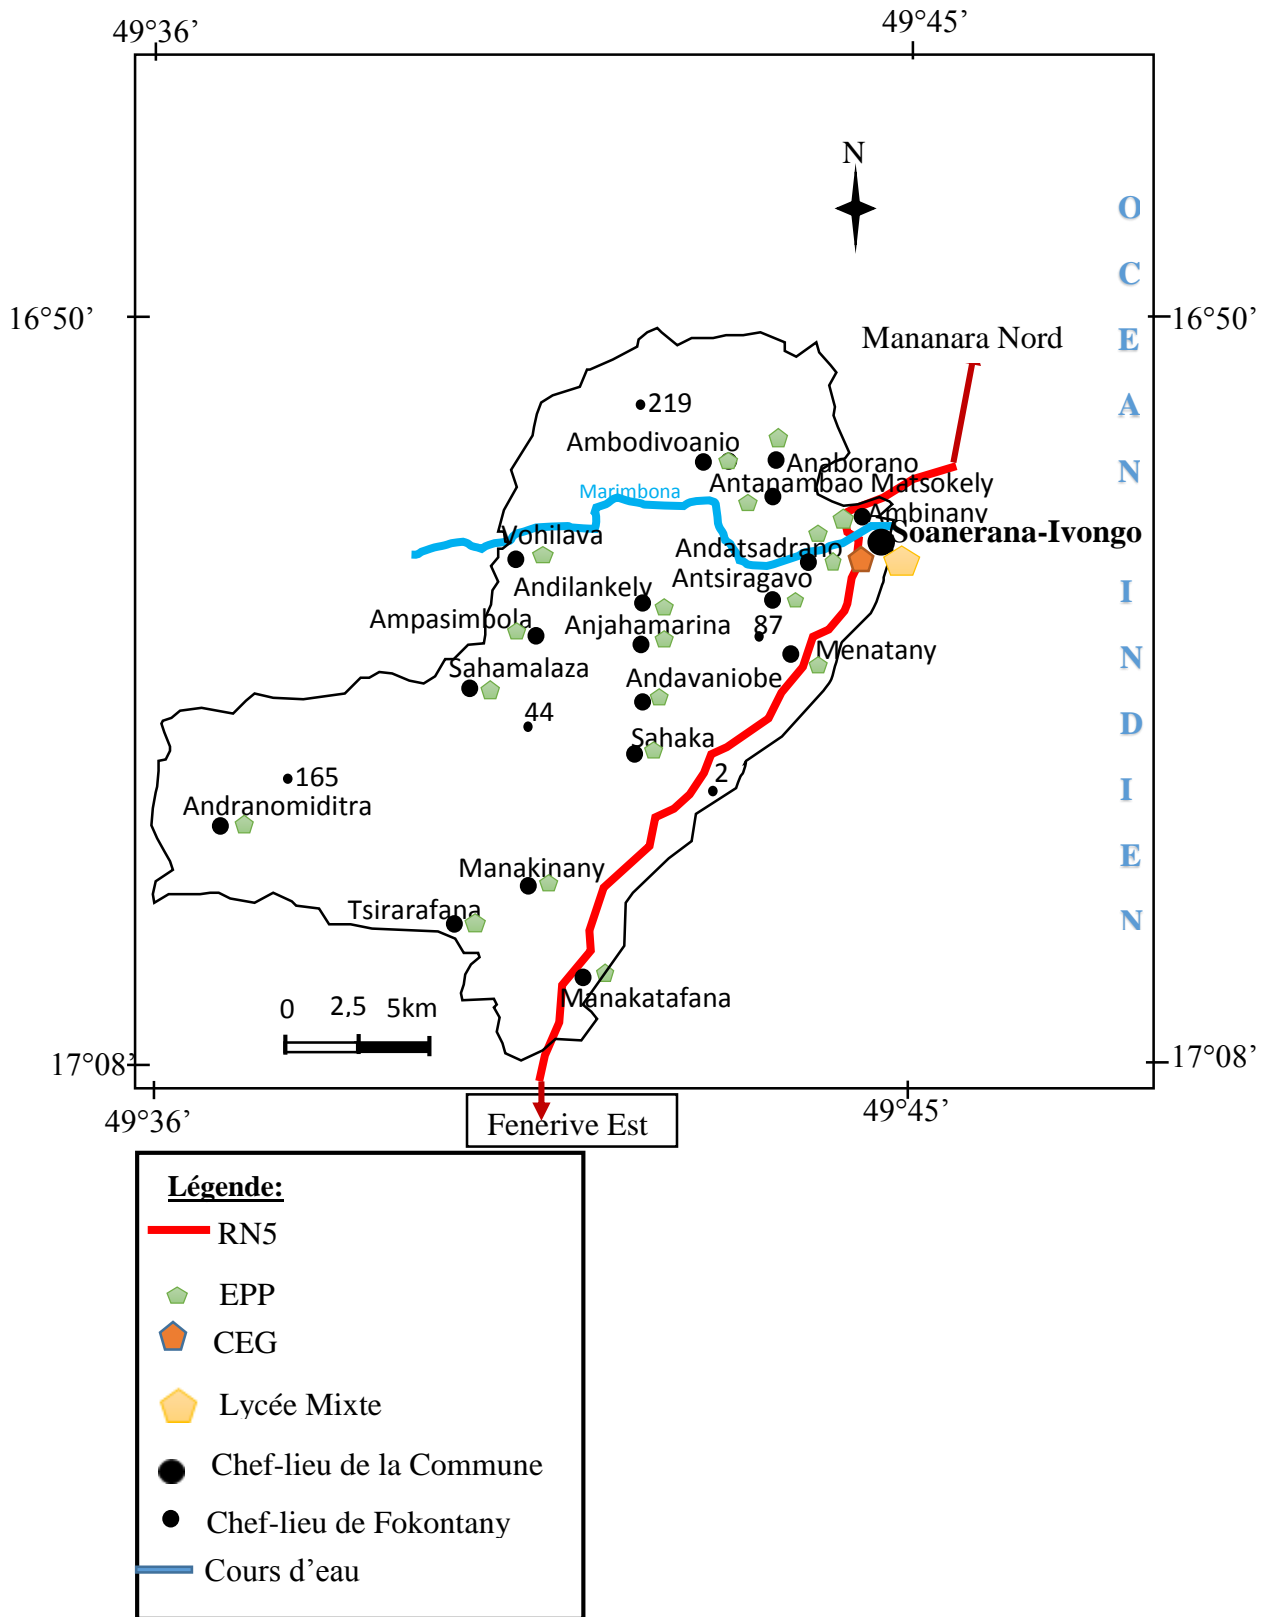 49°36’
49°45’
N
O
C
E
A
N
I
N
D
I
E
N
16°50’
16°50’
Mananara Nord
219
Ambodivoanio
Anaborano
Antanambao Matsokely
Marimbona
Ambinany
Soanerana-Ivongo
Vohilava
Andatsadrano
Antsiragavo
Andilankely
Ampasimbola
Anjahamarina
87
Menatany
Sahamalaza
Andavaniobe
44
Sahaka
2
165
Andranomiditra
Manakinany
Tsirarafana
Manakatafana
0 2,5 5km
17°08’
17°08’
49°36’
49°45’
Fenerive Est
Légende:
RN5
EPP
CEG
Lycée Mixte
Chef-lieu de la Commune
Chef-lieu de Fokontany
Cours d’eau